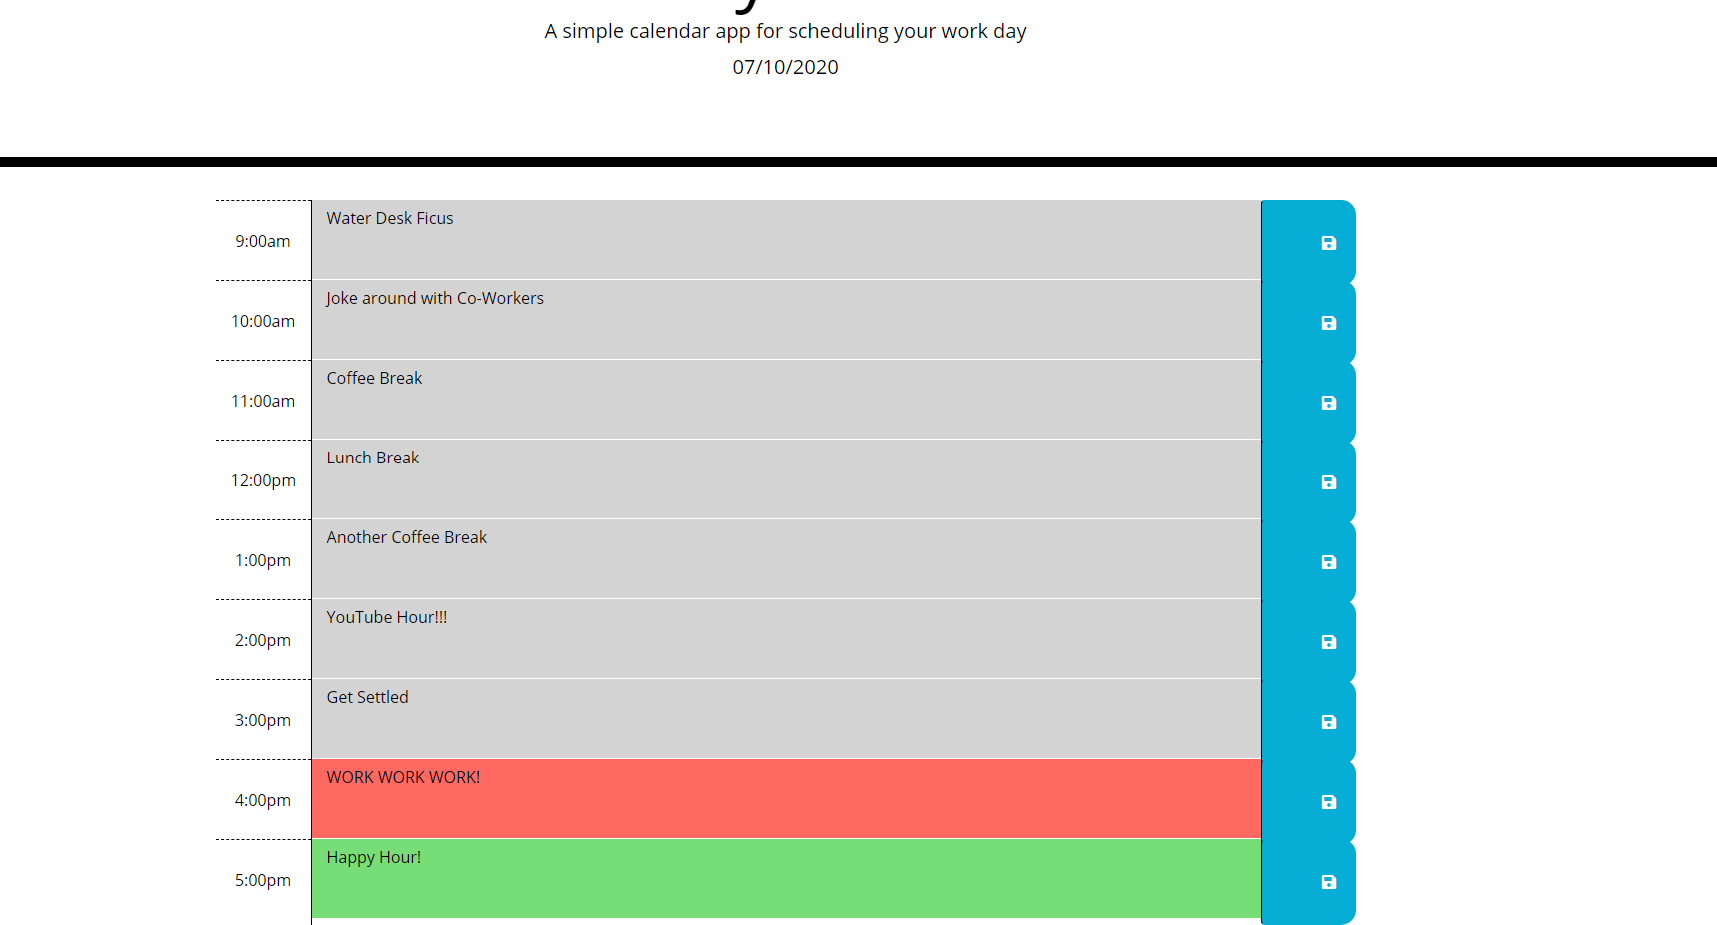 A simple calendar app for scheduling your work day
07/10/2020
9:00am Water Desk Ficus
10:00am Joke around with Co-Workers
11:00am Coffee Break
12:00pm Lunch Break
1:00pm Another Coffee Break
2:00pm YouTube Hour!!!
3:00pm Get Settled
4:00pm WORK WORK WORK!
5:00pm Happy Hour!